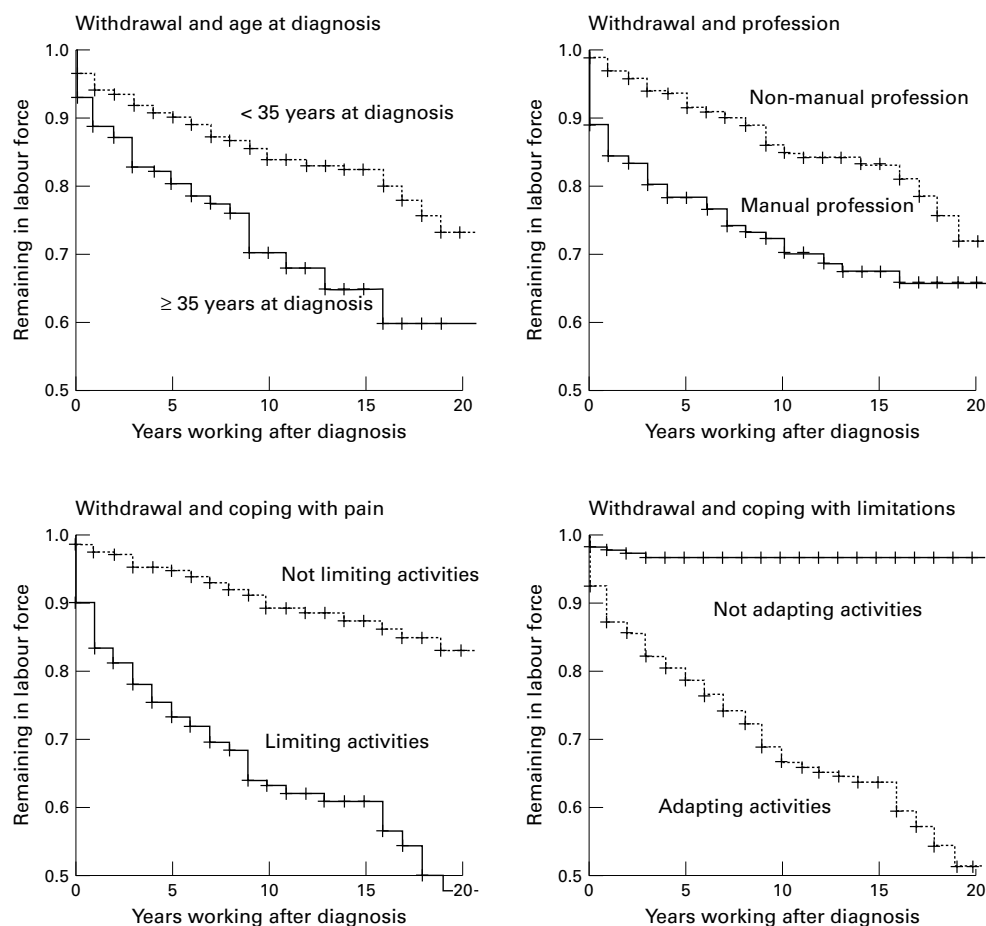 Withdrawal and age at diagnosis
Remaining in labour force
1.0
0.9
0.8
0.7
0.6
0.5
< 35 years at diagnosis
≥ 35 years at diagnosis
0 5 10 15 20
Years working after diagnosis
Withdrawal and profession
Remaining in labour force
1.0
0.9
0.8
0.7
0.6
0.5
Non-manual profession
Manual profession
0 5 10 15 20
Years working after diagnosis
Withdrawal and coping with pain
Remaining in labour force
1.0
0.9
0.8
0.7
0.6
0.5
Not limiting activities
Limiting activities
0 5 10 15 20
Years working after diagnosis
Withdrawal and coping with limitations
Remaining in labour force
1.0
0.9
0.8
0.7
0.6
0.5
Not adapting activities
Adapting activities
0 5 10 15 20
Years working after diagnosis